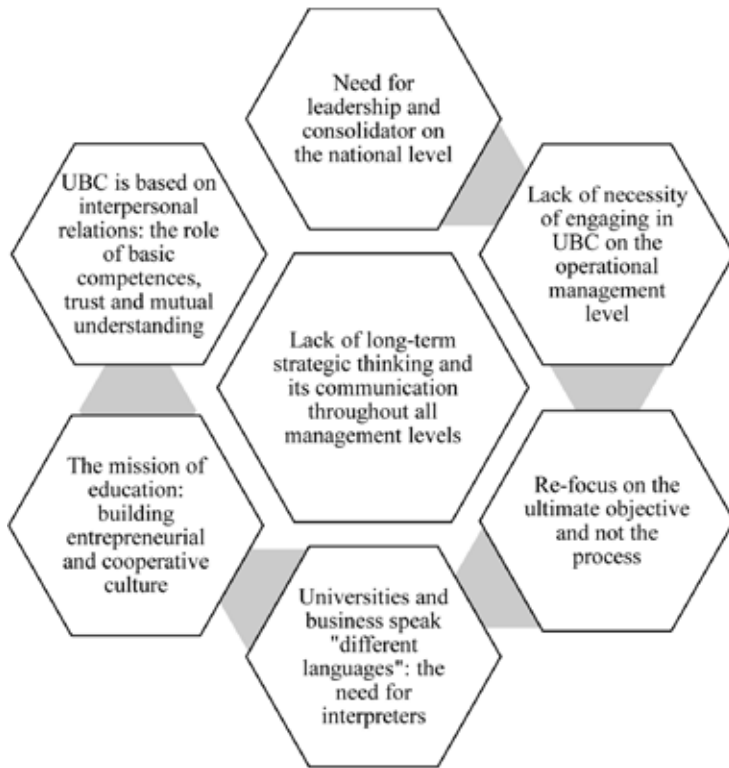 Need for
leadership and
consolidator on
the national level
UBC is based on
interpersonal
relations: the role
of basic
competences,
trust and mutual
understanding
Lack of necessity
of engaging in
UBC on the
operational
management
level
Lack of long-term
strategic thinking and
its communication
throughout all
management levels
The mission of
education:
building
entrepreneurial
and cooperative
culture
Re-focus on the
ultimate objective
and not the
process
Universities and
business speak
"different
languages": the
need for
interpreters